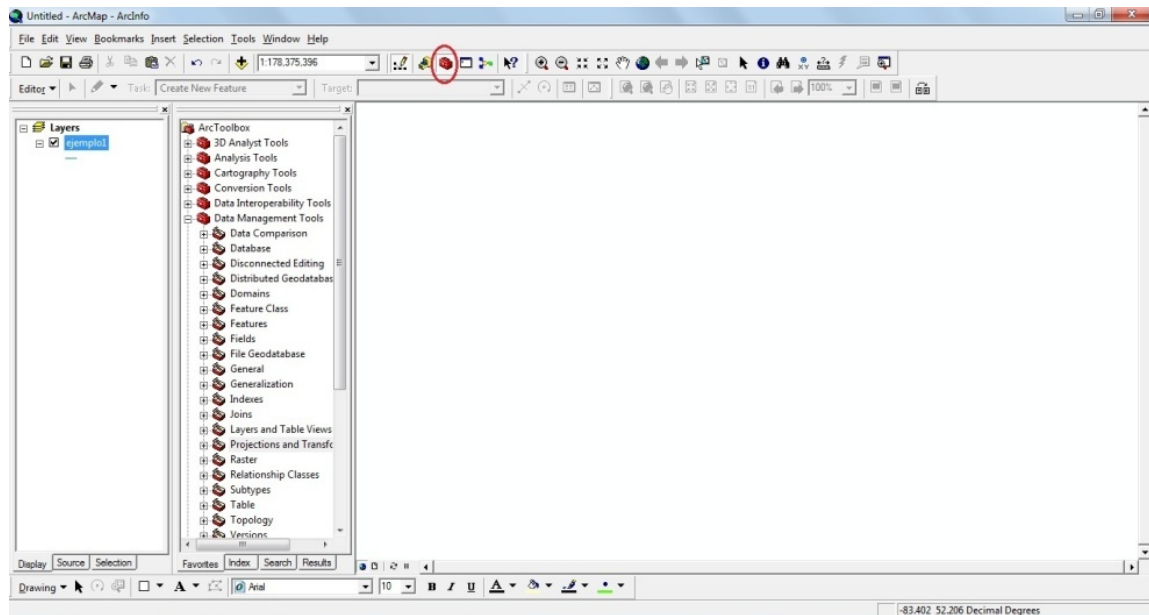 Untitled - ArcMap - ArcInfo
File Edit View Bookmarks Insert Selection Tools Window Help
1:178.375.396
Editor Task: Create New Feature Target: 100%
Layers
ejemplo1
ArcToolbox
3D Analyst Tools
Analysis Tools
Cartography Tools
Conversion Tools
Data Interoperability Tools
Data Management Tools
Data Comparison
Database
Disconnected Editing
Distributed Geodatabas
Domains
Feature Class
Features
Fields
File Geodatabase
General
Generalization
Indexes
Joins
Layers and Table Views
Projections and Transfo
Raster
Relationship Classes
Subtypes
Table
Topology
Versions
Display Source Selection
Favorites Index Search Results
Drawing A Arial 10 B I U A
-83.402 52.206 Decimal Degrees